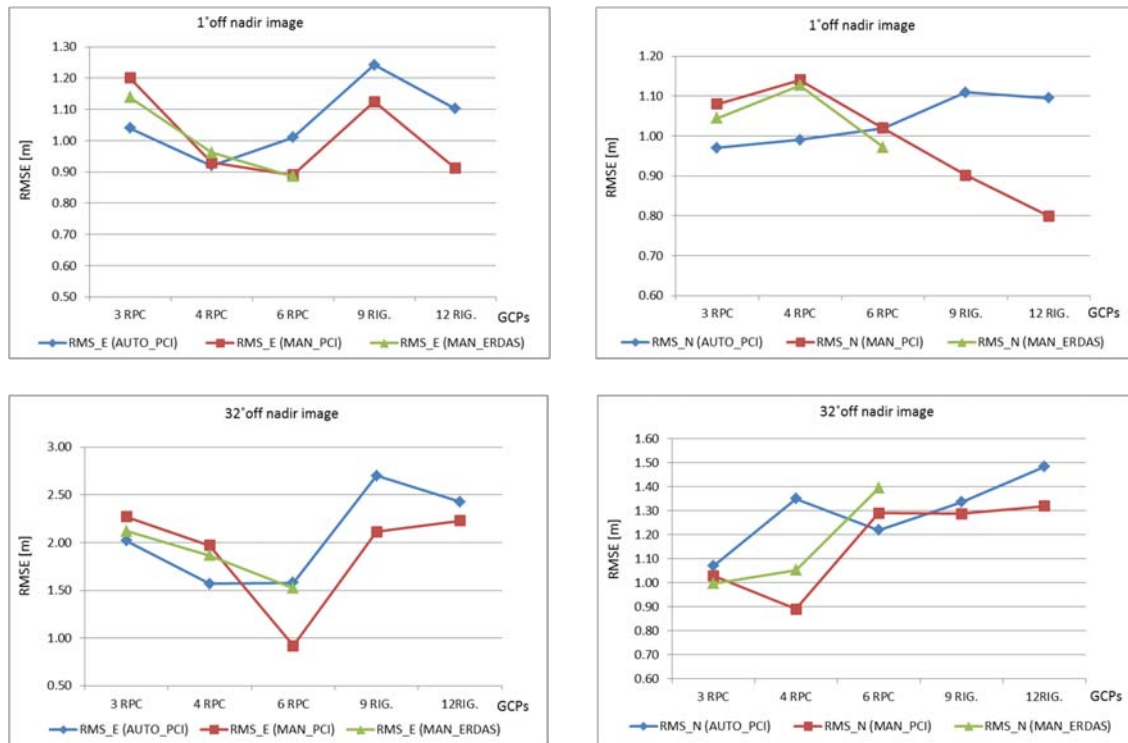 1˚off nadir image
RMSE [m]
1.30
1.20
1.10
1.00
0.90
0.80
0.70
0.60
0.50
3 RPC 4 RPC 6 RPC 9 RIG. 12 RIG. GCPs
RMS_E (AUTO_PCI) RMS_E (MAN_PCI) RMS_E (MAN_ERDAS)
1˚off nadir image
RMSE [m]
1.20
1.10
1.00
0.90
0.80
0.70
0.60
3 RPC 4 RPC 6 RPC 9 RIG. 12 RIG. GCPs
RMS_N (AUTO_PCI) RMS_N (MAN_PCI) RMS_N (MAN_ERDAS)
32˚off nadir image
RMSE [m]
3.00
2.50
2.00
1.50
1.00
0.50
3 RPC 4 RPC 6 RPC 9 RIG. 12RIG. GCPs
RMS_E (AUTO_PCI) RMS_E (MAN_PCI) RMS_E (MAN_ERDAS)
32˚off nadir image
RMSE [m]
1.60
1.50
1.40
1.30
1.20
1.10
1.00
0.90
0.80
0.70
0.60
3 RPC 4 RPC 6 RPC 9 RIG. 12RIG. GCPs
RMS_N (AUTO_PCI) RMS_N (MAN_PCI) RMS_N (MAN_ERDAS)